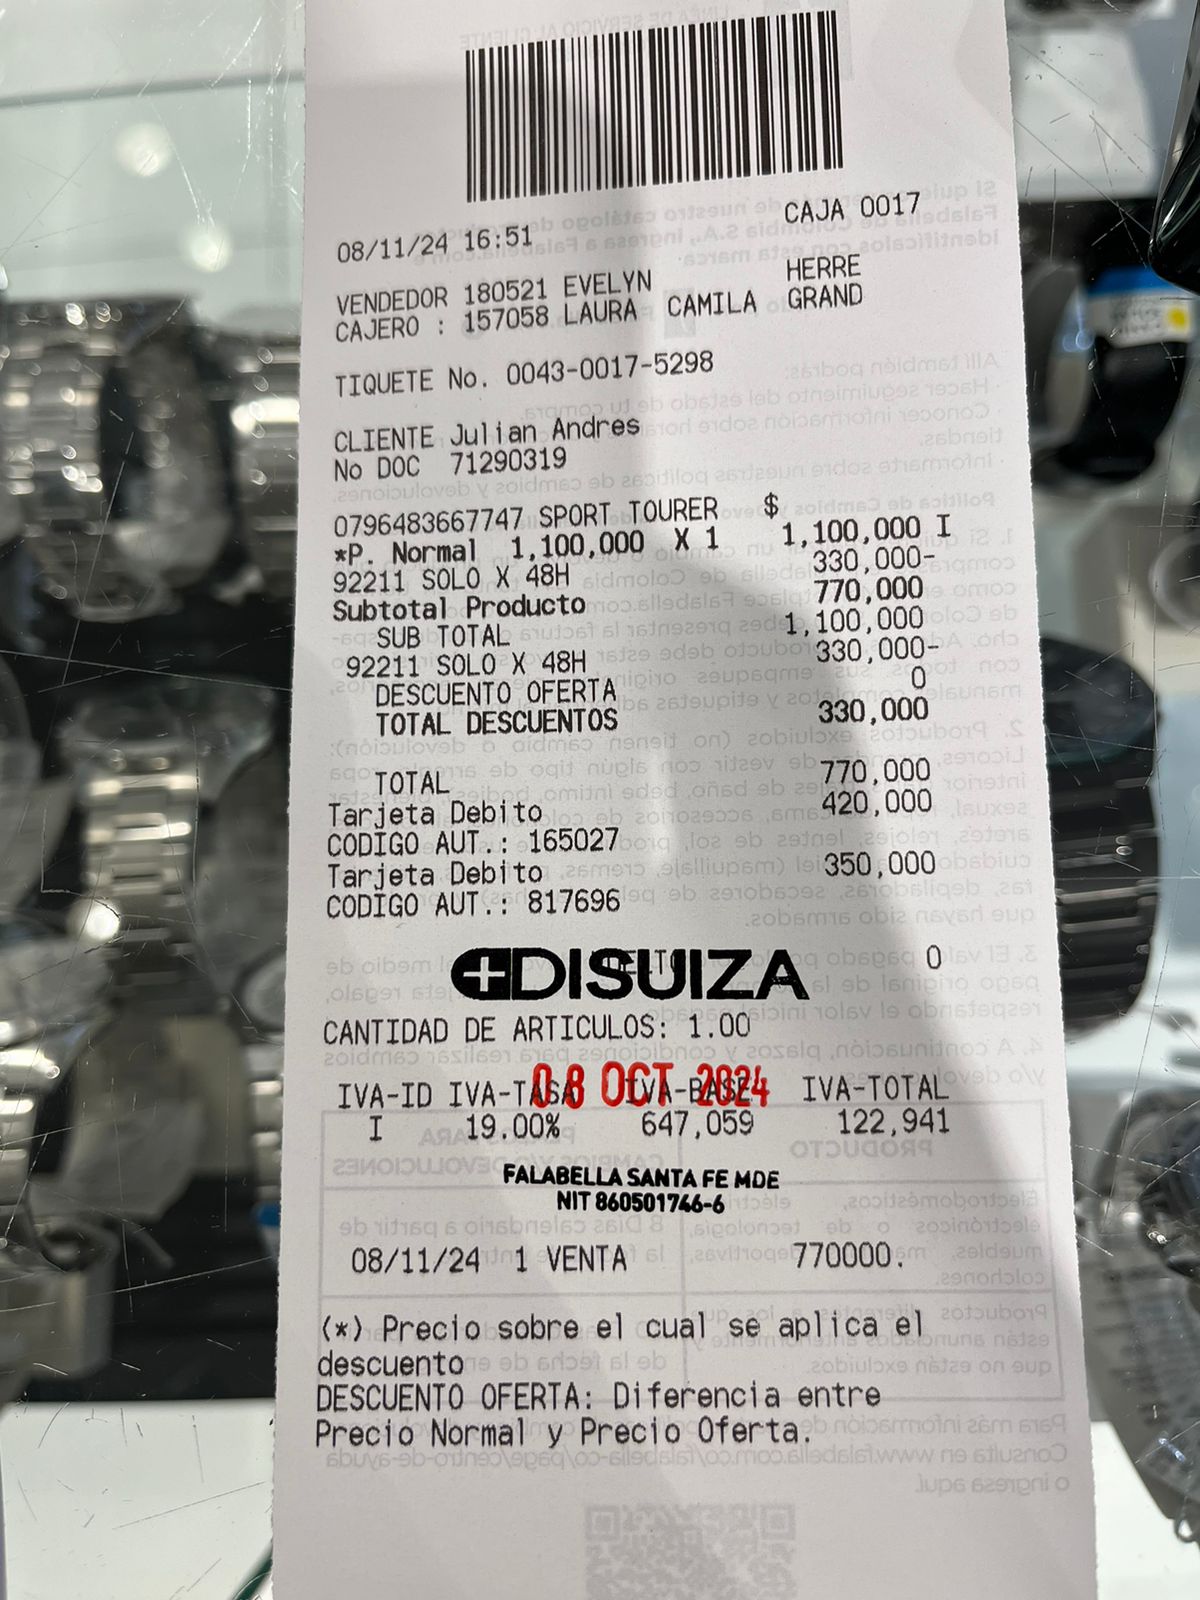 CAJA 0017
08/11/24 16:51
VENDEDOR 180521 EVELYN HERRE
CAJERO : 157058 LAURA CAMILA GRAND
TIQUETE No. 0043-0017-5298
CLIENTE Julian Andres
No DOC 71290319
0796483667747 SPORT TOURER $
*P. Normal 1,100,000 X 1 1,100,000 I
92211 SOLO X 48H 330,000-
Subtotal Producto 770,000
SUB TOTAL 1,100,000
92211 SOLO X 48H 330,000-
DESCUENTO OFERTA 0
TOTAL DESCUENTOS 330,000
TOTAL 770,000
Tarjeta Debito 420,000
CODIGO AUT.: 165027
Tarjeta Debito 350,000
CODIGO AUT.: 817696
DISUIZA 0
CANTIDAD DE ARTICULOS: 1.00
08 OCT 2024
IVA-ID IVA-TASA IVA-BASE IVA-TOTAL
I 19.00% 647,059 122,941
FALABELLA SANTA FE MDE
NIT 860501746-6
08/11/24 1 VENTA 770000.
(*) Precio sobre el cual se aplica el
descuento
DESCUENTO OFERTA: Diferencia entre
Precio Normal y Precio Oferta.